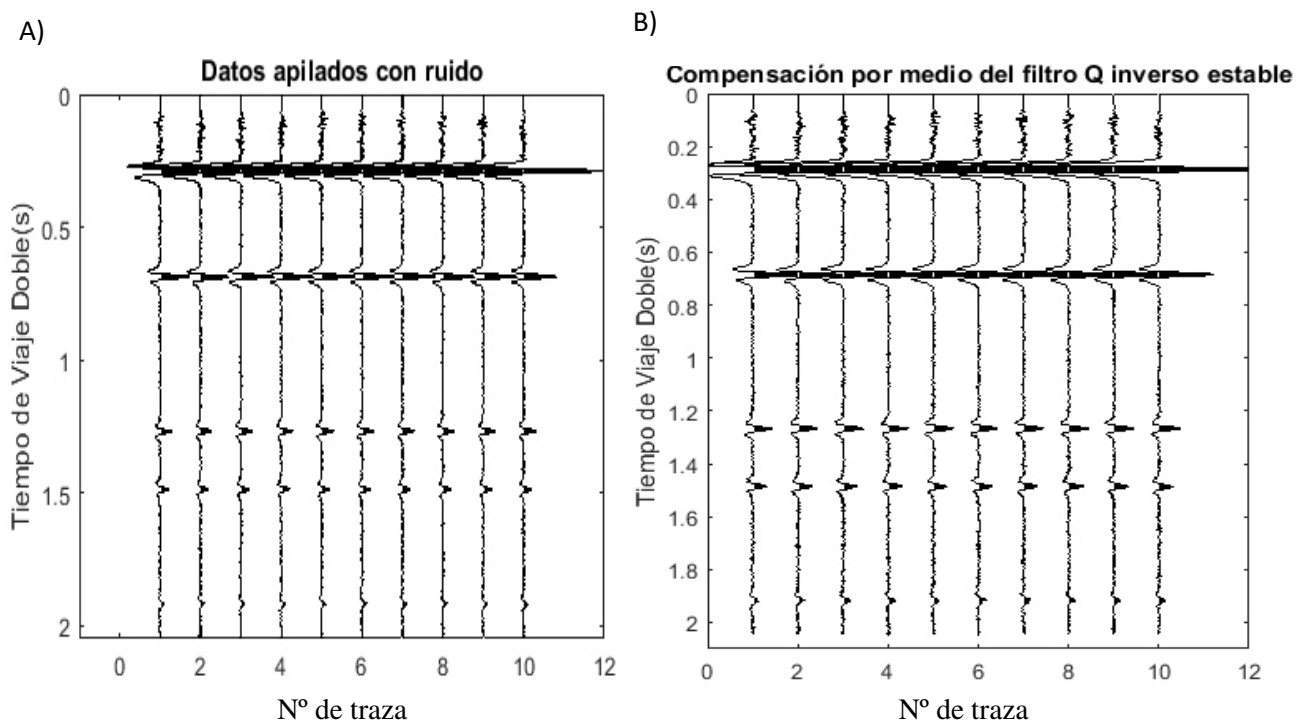 A)
Datos apilados con ruido
0
0.5
1
1.5
2
Tiempo de Viaje Doble(s)
0 2 4 6 8 10 12
Nº de traza
B)
Compensación por medio del filtro Q inverso estable
0
0.2
0.4
0.6
0.8
1
1.2
1.4
1.6
1.8
2
Tiempo de Viaje Doble(s)
0 2 4 6 8 10 12
Nº de traza